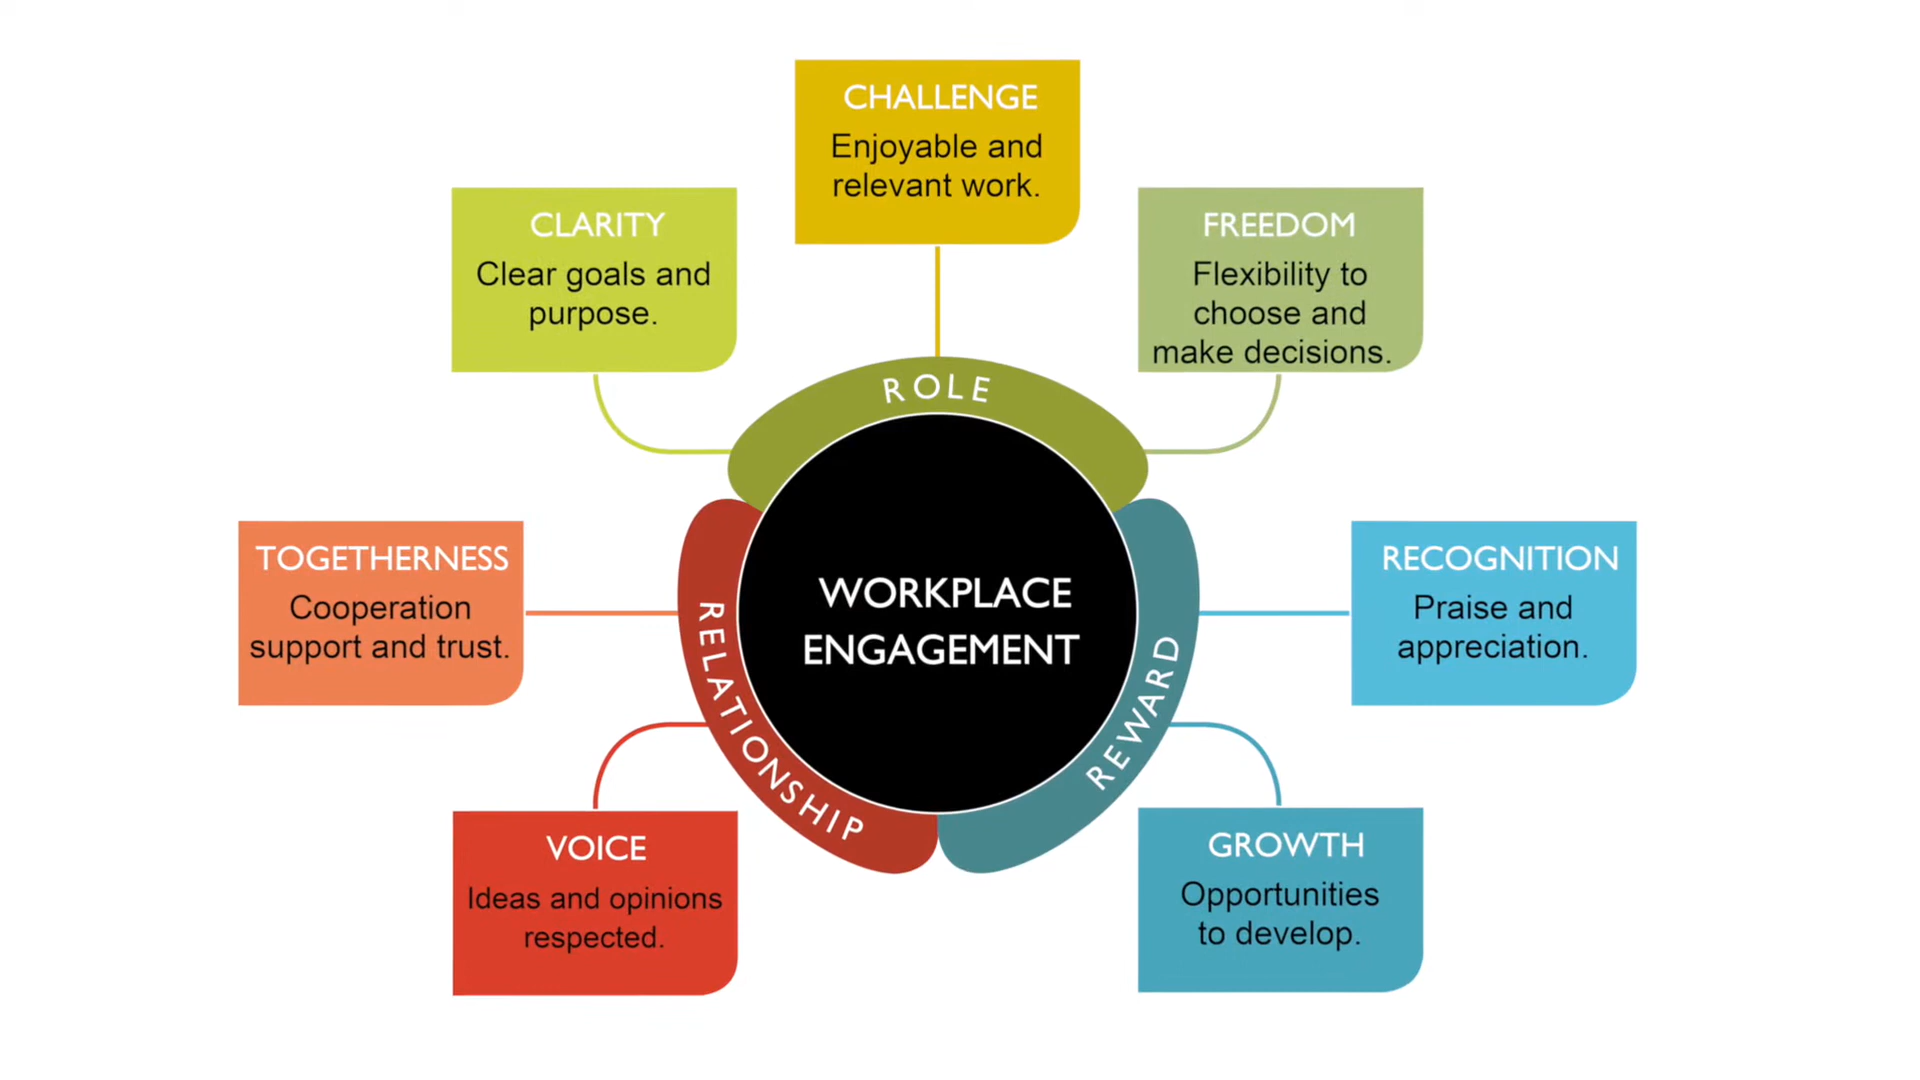 CHALLENGE
Enjoyable and
relevant work.
CLARITY
Clear goals and
purpose.
FREEDOM
Flexibility to
choose and
make decisions.
ROLE
TOGETHERNESS
Cooperation
support and trust.
RELATIONSHIP
WORKPLACE
ENGAGEMENT
REWARD
RECOGNITION
Praise and
appreciation.
VOICE
Ideas and opinions
respected.
GROWTH
Opportunities
to develop.